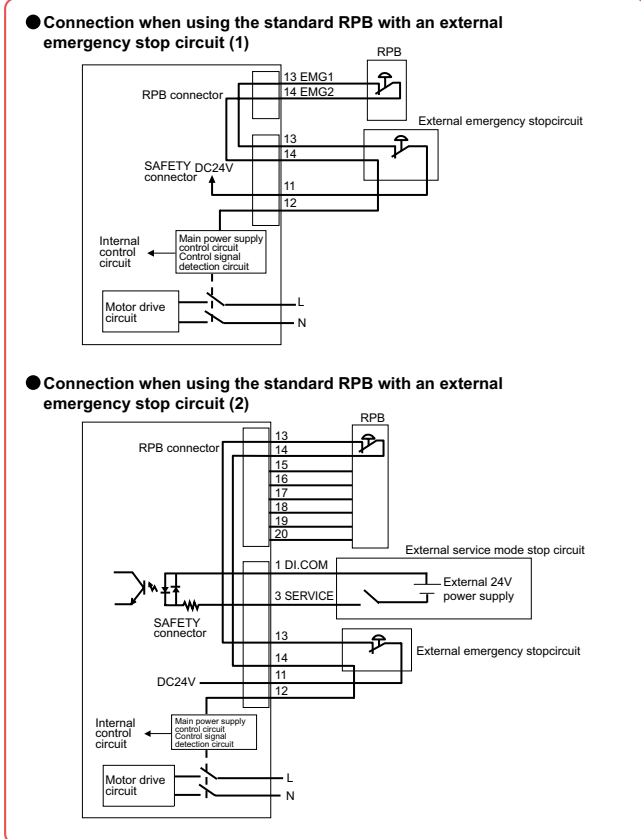 ● Connection when using the standard RPB with an external
emergency stop circuit (1)
RPB
13 EMG1
14 EMG2
RPB connector
External emergency stopcircuit
13
14
SAFETY
connector
DC24V
11
12
Internal
control
circuit
Main power supply
control circuit
Control signal
detection circuit
Motor drive
circuit
L
N
● Connection when using the standard RPB with an external
emergency stop circuit (2)
RPB
13
RPB connector
14
15
16
17
18
19
20
External service mode stop circuit
1 DI.COM
External 24V
power supply
3 SERVICE
SAFETY
connector
13
External emergency stopcircuit
14
DC24V
11
12
Internal
control
circuit
Main power supply
control circuit
Control signal
detection circuit
Motor drive
circuit
L
N